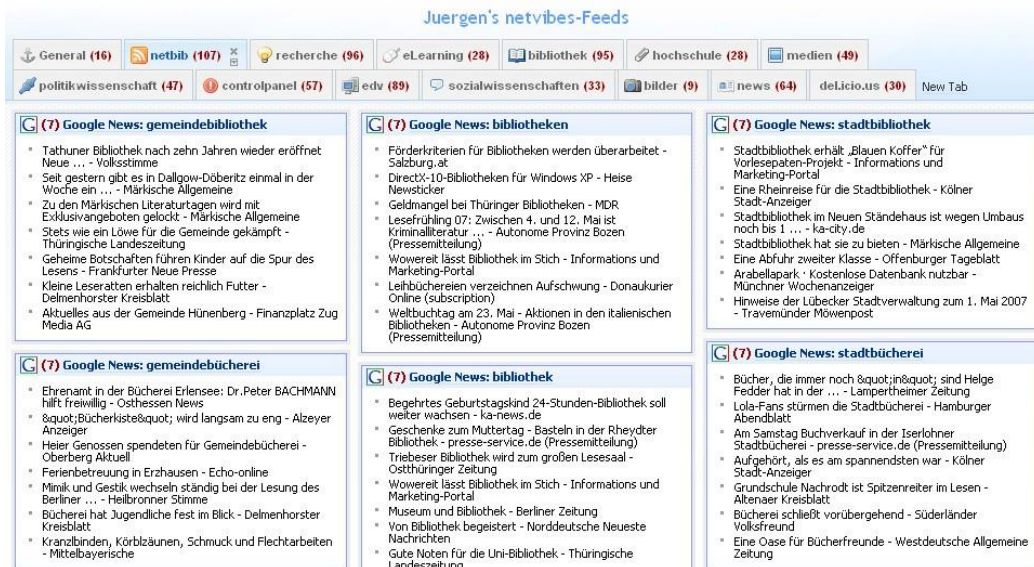 Juergen's netvibes-Feeds
General (16)
netbib (107)
recherche (96)
eLearning (28)
bibliothek (95)
hochschule (28)
medien (49)
politikwissenschaft (47)
controlpanel (57)
edv (89)
sozialwissenschaften (33)
bilder (9)
news (64)
del.icio.us (30)
New Tab
(7) Google News: gemeindebibliothek
Tathuner Bibliothek nach zehn Jahren wieder eröffnet
Neue ... - Volksstimme
Seit gestern gibt es in Dallgow-Döberitz einmal in der
Woche ein ... - Märkische Allgemeine
Zu den Märkischen Literaturtagen wird mit
Exklusivangeboten gelockt - Märkische Allgemeine
Stets wie ein Löwe für die Gemeinde gekämpft -
Thüringische Landeszeitung
Geheime Botschaften führen Kinder auf die Spur des
Lesens - Frankfurter Neue Presse
Kleine Leseratten erhalten reichlich Futter -
Delmenhorster Kreisblatt
Aktuelles aus der Gemeinde Hünenberg - Finanzplatz Zug
Media AG
(7) Google News: gemeindebücherei
Ehrenamt in der Bücherei Erlensee: Dr.Peter BACHMANN
hilft freiwillig - Osthessen News
&quot;Bücherkiste&quot; wird langsam zu eng - Alzeyer
Anzeiger
Heier Genossen spendeten für Gemeindebücherei -
Oberberg Aktuell
Ferienbetreuung in Erzhausen - Echo-online
Mimik und Gestik wechseln ständig bei der Lesung des
Berliner ... - Heilbronner Stimme
Bücherei hat Jugendliche fest im Blick - Delmenhorster
Kreisblatt
Kranzlbinden, Körblzäunen, Schmuck und Flechtarbeiten
- Mittelbayerische
(7) Google News: bibliotheken
Förderkriterien für Bibliotheken werden überarbeitet -
Salzburg.at
DirectX-10-Bibliotheken für Windows XP - Heise
Newsticker
Geldmangel bei Thüringer Bibliotheken - MDR
Lesefrühling 07: Zwischen 4. und 12. Mai ist
Kriminalliteratur ... - Autonome Provinz Bozen
(Pressemitteilung)
Wowereit lässt Bibliothek im Stich - Informations und
Marketing-Portal
Leihbüchereien verzeichnen Aufschwung - Donaukurier
Online (subscription)
Weltbuchtag am 23. Mai - Aktionen in den italienischen
Bibliotheken - Autonome Provinz Bozen
(Pressemitteilung)
(7) Google News: bibliothek
Begehrtes Geburtstagskind 24-Stunden-Bibliothek soll
weiter wachsen - ka-news.de
Geschenke zum Muttertag - Basteln in der Rheydter
Bibliothek - presse-service.de (Pressemitteilung)
Triebeser Bibliothek wird zum großen Lesesaal -
Ostthüringer Zeitung
Wowereit lässt Bibliothek im Stich - Informations und
Marketing-Portal
Museum und Bibliothek - Berliner Zeitung
Von Bibliothek begeistert - Norddeutsche Neueste
Nachrichten
Gute Noten für die Uni-Bibliothek - Thüringische
Landeszeitung
(7) Google News: stadtbibliothek
Stadtbibliothek erhält „Blauen Koffer“ für
Vorlesepaten-Projekt - Informations und
Marketing-Portal
Eine Rheinreise für die Stadtbibliothek - Kölner
Stadt-Anzeiger
Stadtbibliothek im Neuen Ständehaus ist wegen Umbaus
noch bis 1 ... - ka-city.de
Stadtbibliothek hat sie zu bieten - Märkische Allgemeine
Eine Abfuhr zweiter Klasse - Offenburger Tageblatt
Arabellapark · Kostenlose Datenbank nutzbar -
Münchner Wochenanzeiger
Hinweise der Lübecker Stadtverwaltung zum 1. Mai 2007
- Travemünder Möwenpost
(7) Google News: stadtbücherei
Bücher, die immer noch &quot;in&quot; sind Helge
Fedder hat in der ... - Lampertheimer Zeitung
Lola-Fans stürmen die Stadtbücherei - Hamburger
Abendblatt
Am Samstag Buchverkauf in der Iserlohner
Stadtbücherei - presse-service.de (Pressemitteilung)
Aufgehört, als es am spannendsten war - Kölner
Stadt-Anzeiger
Grundschule Nachrodt ist Spitzenreiter im Lesen -
Altenaer Kreisblatt
Bücherei schließt vorübergehend - Süderländer
Volksfreund
Eine Oase für Bücherfreunde - Westdeutsche Allgemeine
Zeitung